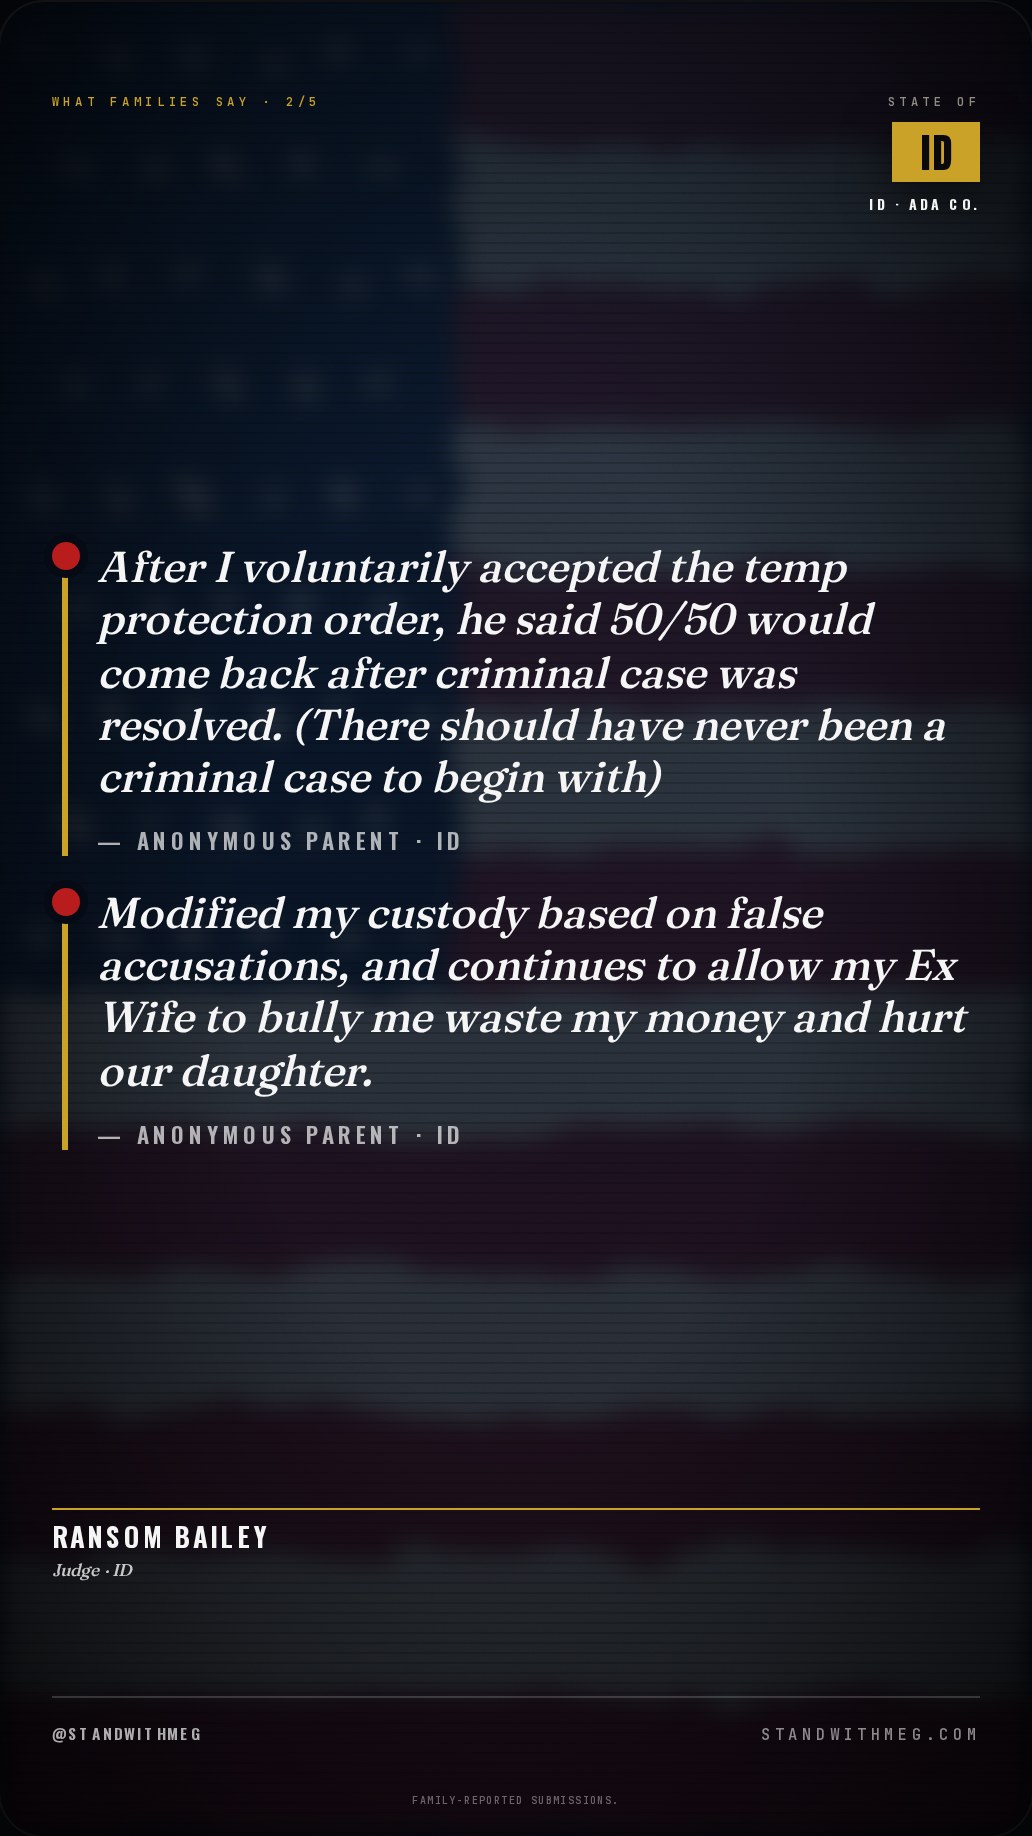 WHAT FAMILIES SAY · 2/5
STATE OF
ID
ID · ADA CO.
After I voluntarily accepted the temp
protection order, he said 50/50 would
come back after criminal case was
resolved. (There should have never been a
criminal case to begin with)
— ANONYMOUS PARENT · ID
Modified my custody based on false
accusations, and continues to allow my Ex
Wife to bully me waste my money and hurt
our daughter.
— ANONYMOUS PARENT · ID
RANSOM BAILEY
Judge · ID
@STANDWITHMEG
STANDWITHMEG.COM
FAMILY-REPORTED SUBMISSIONS.